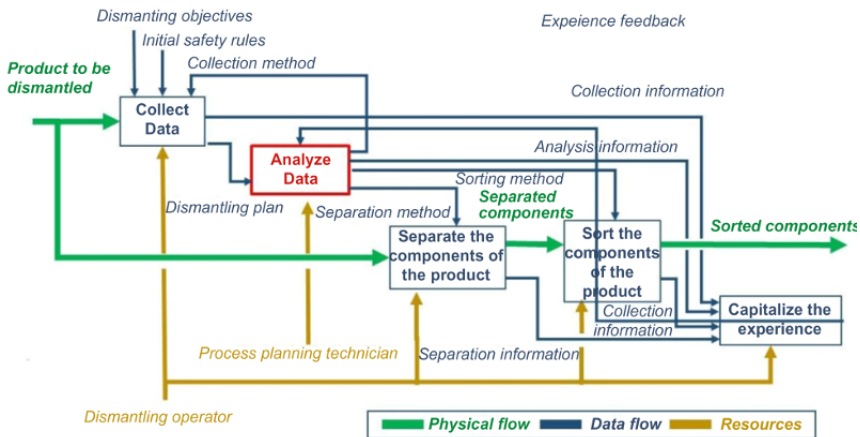 Dismanting objectives
Expeience feedback
Initial safety rules
Collection method
Product to be
dismantled
Collection information
Collect
Data
Analyze
Data
Analysis information
Sorting method
Separated
components
Dismantling plan
Separation method
Separate the
components of
the product
Sort the
components
of the
product
Sorted components
Collection
information
Capitalize the
experience
Process planning technician
Separation information
Dismantling operator
Physical flow
Data flow
Resources